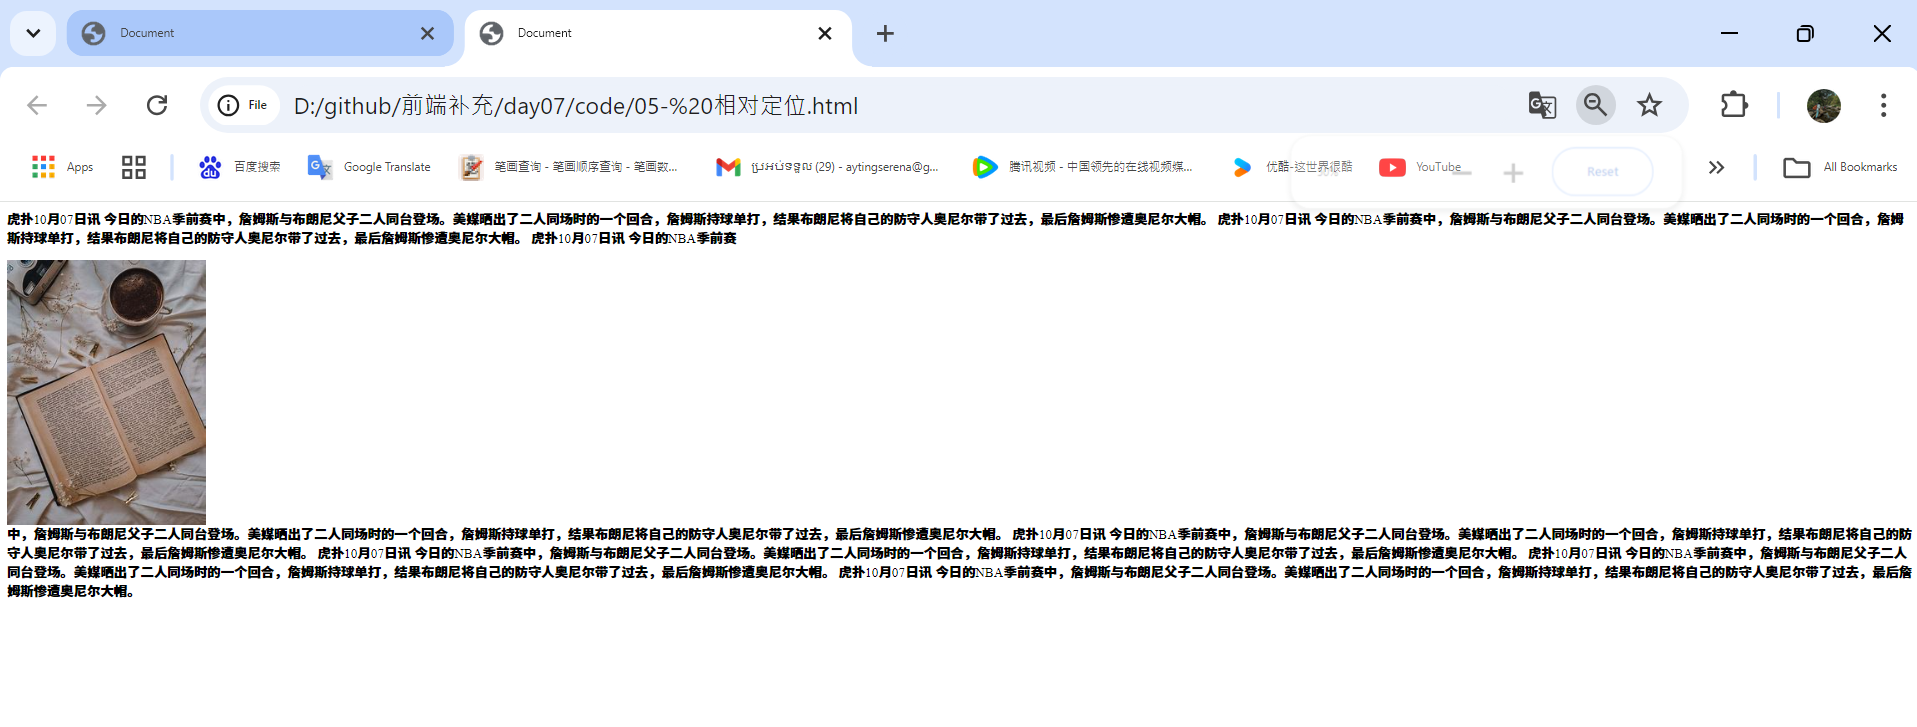 Document
Document
File
D:/github/前端补充/day07/code/05-%20相对定位.html
Apps
百度搜索
Google Translate
笔画查询 - 笔画顺序查询 - 笔画数...
ប្រអប់ទទួល (29) - aytingserena@g...
腾讯视频 - 中国领先的在线视频媒...
优酷-这世界很酷
YouTube
Reset
All Bookmarks
虎扑10月07日讯 今日的NBA季前赛中，詹姆斯与布朗尼父子二人同台登场。美媒晒出了二人同场时的一个回合，詹姆斯持球单打，结果布朗尼将自己的防守人奥尼尔带了过去，最后詹姆斯惨遭奥尼尔大帽。 虎扑10月07日讯 今日的NBA季前赛中，詹姆斯与布朗尼父子二人同台登场。美媒晒出了二人同场时的一个回合，詹姆
斯持球单打，结果布朗尼将自己的防守人奥尼尔带了过去，最后詹姆斯惨遭奥尼尔大帽。 虎扑10月07日讯 今日的NBA季前赛
中，詹姆斯与布朗尼父子二人同台登场。美媒晒出了二人同场时的一个回合，詹姆斯持球单打，结果布朗尼将自己的防守人奥尼尔带了过去，最后詹姆斯惨遭奥尼尔大帽。 虎扑10月07日讯 今日的NBA季前赛中，詹姆斯与布朗尼父子二人同台登场。美媒晒出了二人同场时的一个回合，詹姆斯持球单打，结果布朗尼将自己的防
守人奥尼尔带了过去，最后詹姆斯惨遭奥尼尔大帽。 虎扑10月07日讯 今日的NBA季前赛中，詹姆斯与布朗尼父子二人同台登场。美媒晒出了二人同场时的一个回合，詹姆斯持球单打，结果布朗尼将自己的防守人奥尼尔带了过去，最后詹姆斯惨遭奥尼尔大帽。 虎扑10月07日讯 今日的NBA季前赛中，詹姆斯与布朗尼父子二人
同台登场。美媒晒出了二人同场时的一个回合，詹姆斯持球单打，结果布朗尼将自己的防守人奥尼尔带了过去，最后詹姆斯惨遭奥尼尔大帽。 虎扑10月07日讯 今日的NBA季前赛中，詹姆斯与布朗尼父子二人同台登场。美媒晒出了二人同场时的一个回合，詹姆斯持球单打，结果布朗尼将自己的防守人奥尼尔带了过去，最后詹
姆斯惨遭奥尼尔大帽。